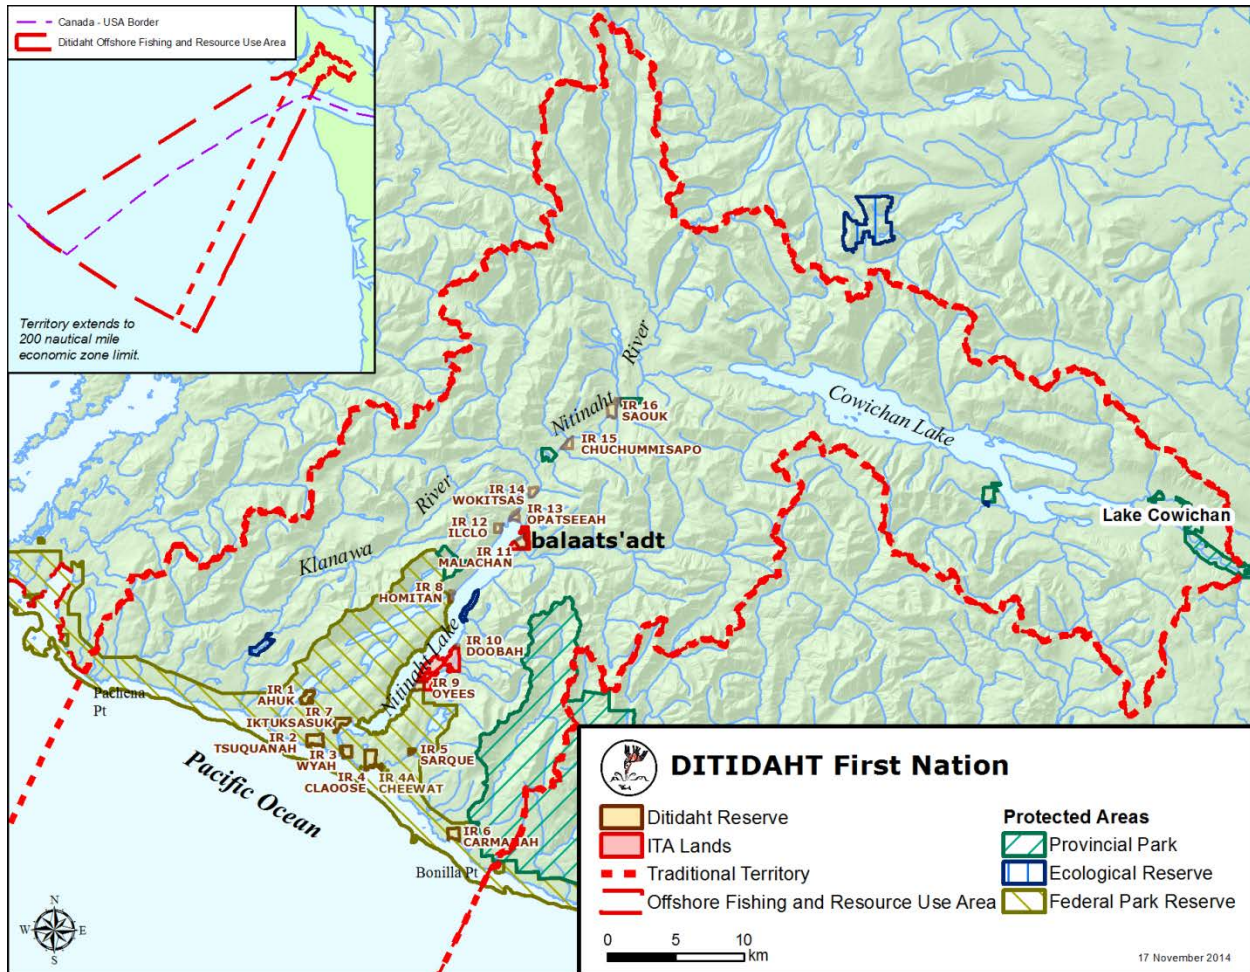 Canada - USA Border
Ditidaht Offshore Fishing and Resource Use Area
Territory extends to
200 nautical mile
economic zone limit.
Nitinaht River
IR 16
SAOUK
IR 15
CHUCHUMMISAPO
Cowichan Lake
Lake Cowichan
IR 14
WOKITSAS
IR 13
OPATSEEAH
IR 12
ILCLO
balaats'adt
IR 11
MALACHAN
Klanawa River
IR 8
HOMITAN
Nitinaht Lake
IR 10
DOOBAH
IR 9
OYEES
IR 1
AHUK
IR 7
IKTUKSASUK
IR 2
TSUQUANAH
IR 3
WYAH
IR 4
CLAOOSE
IR 4A
CHEEWAT
IR 5
SARQUE
IR 6
CARMANAH
Pachena
Pt
Pacific Ocean
Bonilla Pt
N
W E
S
DITIDAHT First Nation
Ditidaht Reserve
ITA Lands
Traditional Territory
Offshore Fishing and Resource Use Area
Protected Areas
Provincial Park
Ecological Reserve
Federal Park Reserve
0 5 10
km
17 November 2014